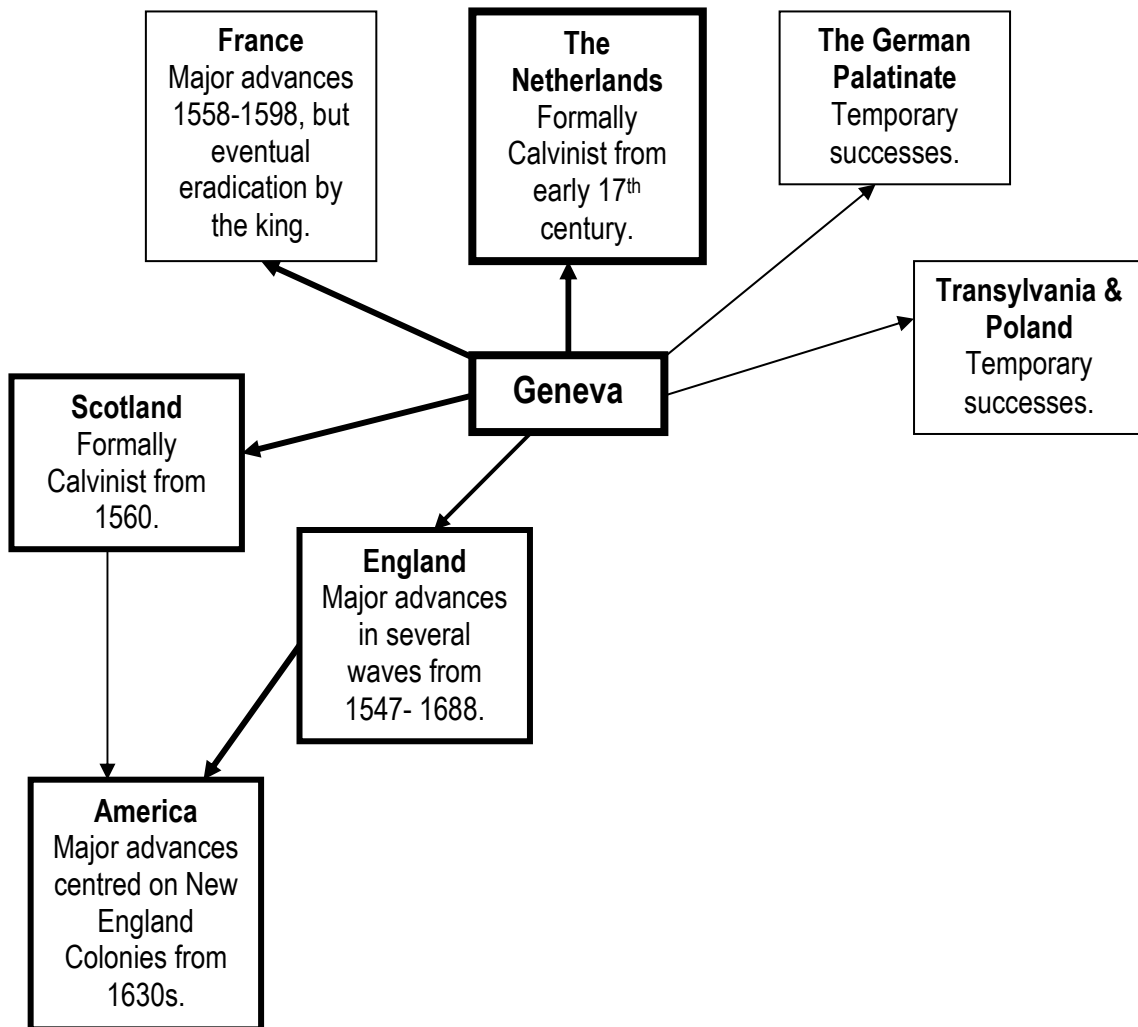 France
Major advances
1558-1598, but
eventual
eradication by
the king.
The
Netherlands
Formally
Calvinist from
early 17th
century.
The German
Palatinate
Temporary
successes.
Transylvania &
Poland
Temporary
successes.
Geneva
Scotland
Formally
Calvinist from
1560.
England
Major advances
in several
waves from
1547- 1688.
America
Major advances
centred on New
England
Colonies from
1630s.